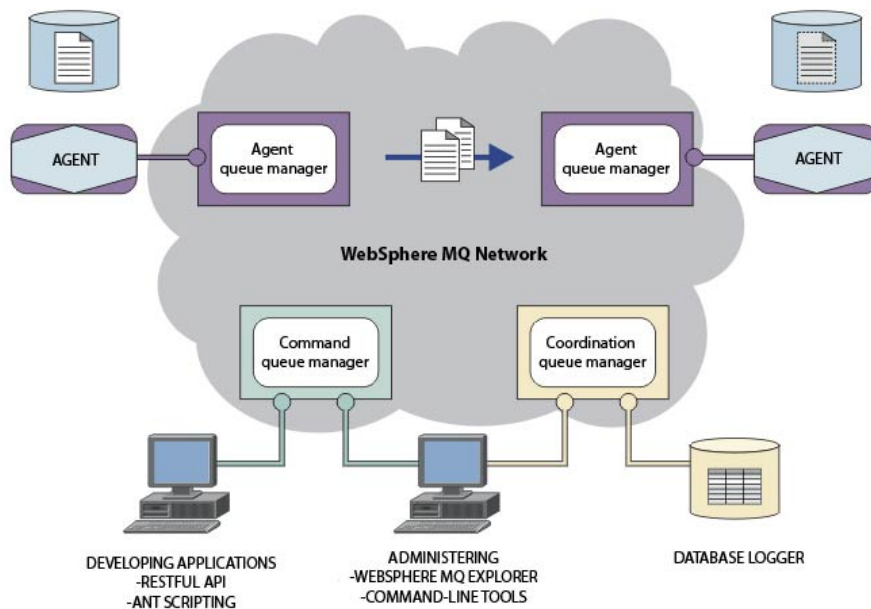 AGENT
Agent
queue manager
Agent
queue manager
AGENT
WebSphere MQ Network
Command
queue manager
Coordination
queue manager
DEVELOPING APPLICATIONS
-RESTFUL API
-ANT SCRIPTING
ADMINISTERING
-WEBSPHERE MQ EXPLORER
-COMMAND-LINE TOOLS
DATABASE LOGGER